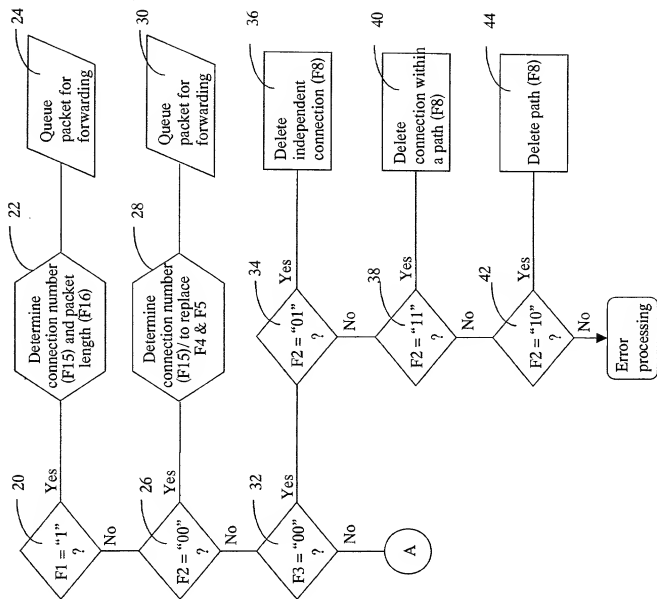 20
F1 = “1”
?
Yes
No
22
Determine
connection number
(F15) and packet
length (F16)
24
Queue
packet for
forwarding
26
F2 = “00”
?
Yes
No
28
Determine
connection number
(F15)/ to replace
F4 & F5
30
Queue
packet for
forwarding
32
F3 = “00”
?
Yes
No
A
34
F2 = “01”
?
Yes
No
36
Delete
independent
connection (F8)
38
F2 = “11”
?
Yes
No
40
Delete
connection within
a path (F8)
42
F2 = “10”
?
Yes
No
44
Delete path (F8)
Error
processing